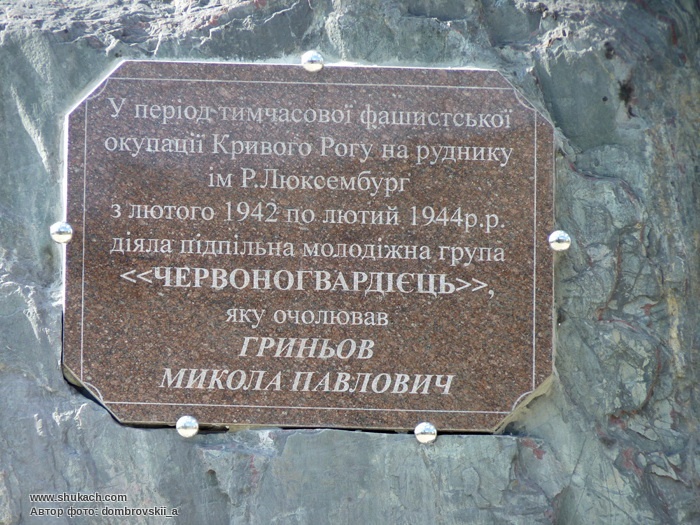 У період тимчасової фашистської
окупації Кривого Рогу на руднику
ім Р.Люксембург
з лютого 1942 по лютий 1944р.р.
діяла підпільна молодіжна група
<<ЧЕРВОНОГВАРДІЄЦЬ>>,
яку очолював
ГРИНЬОВ
МИКОЛА ПАВЛОВИЧ
www.shukach.com
Автор фото: dombrovskii_a